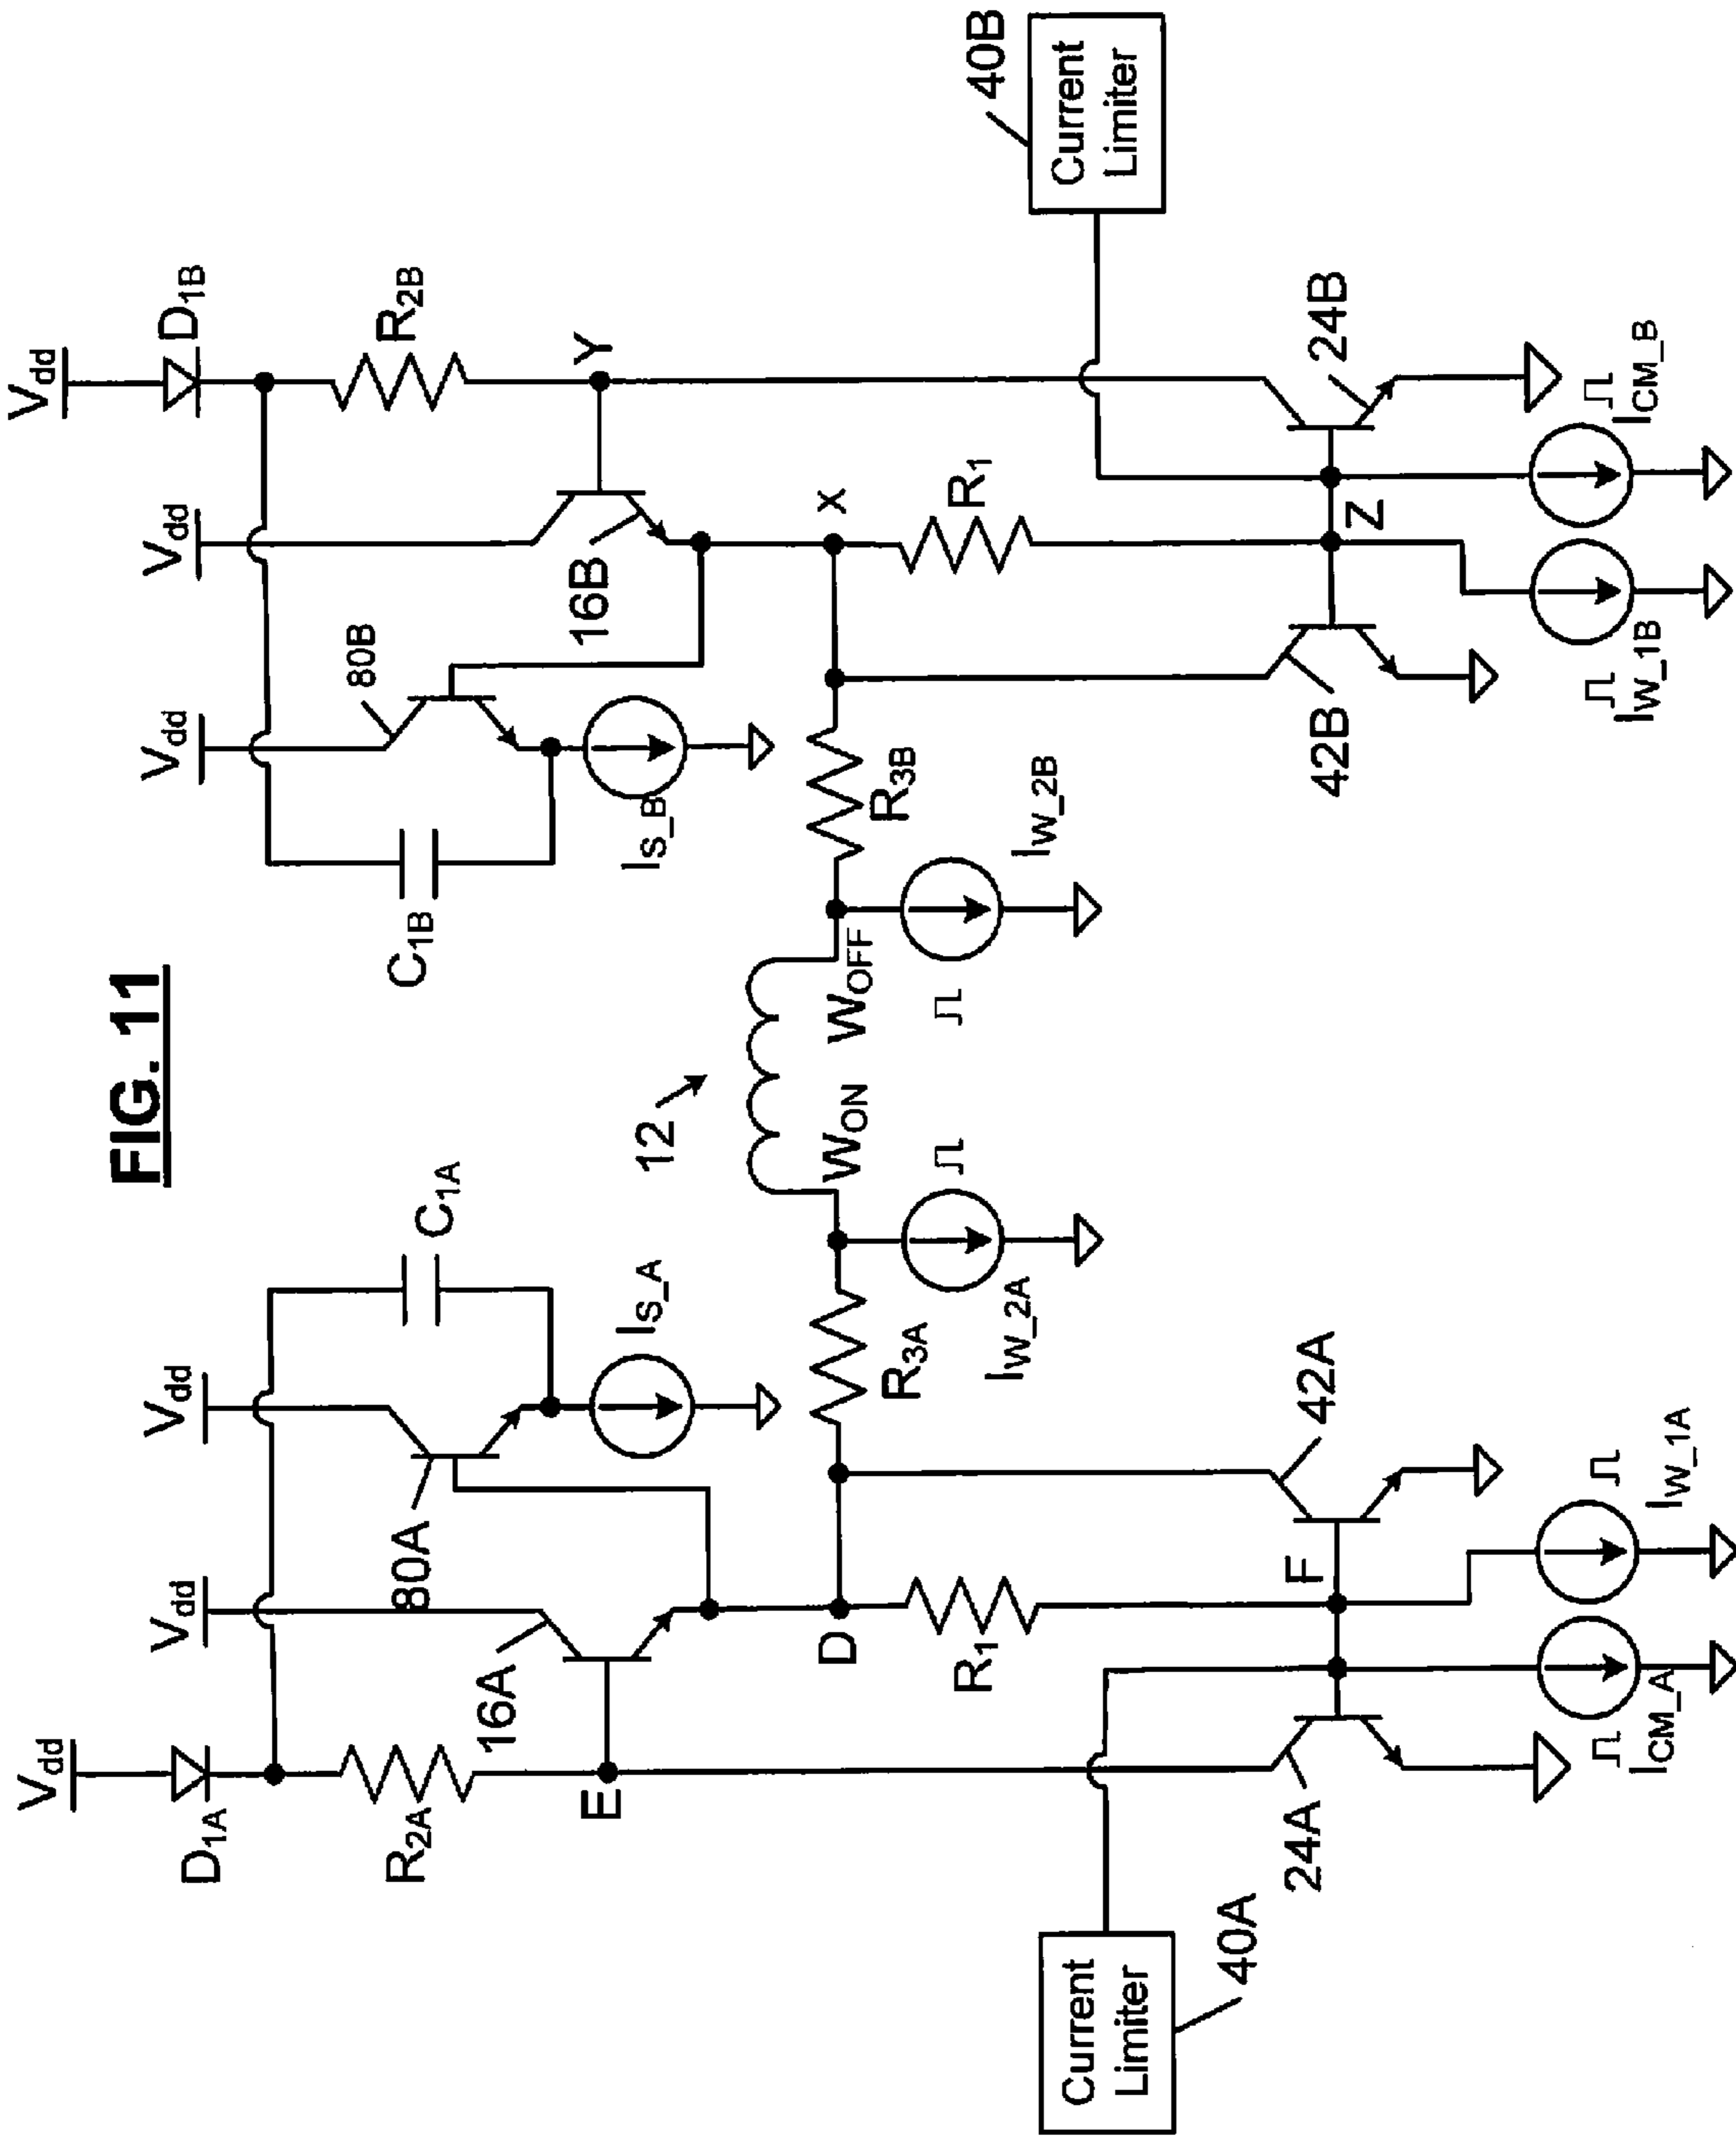 FIG. 11
Vdd
Vdd
Vdd
Vdd
Vdd
Vdd
D1A
D1B
R2A
R2B
80A
80B
C1A
C1B
16A
16B
IS_A
IS_B
E
Y
12
D
X
WON
WOFF
R3A
R3B
R1
R1
IW_2A
IW_2B
Current
Limiter
40A
Current
Limiter
40B
24A
42A
42B
24B
F
Z
ICM_A
IW_1A
IW_1B
ICM_B